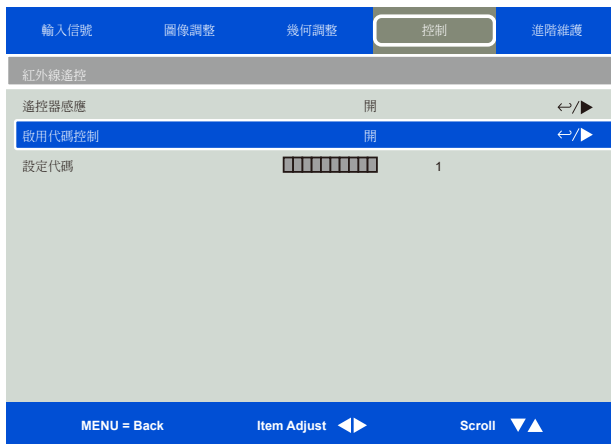 輸入信號 圖像調整 幾何調整 控制 進階維護
紅外線遙控
遙控器感應 開 ↩/▶
啟用代碼控制 開 ↩/▶
設定代碼 1
MENU = Back Item Adjust ◀▶ Scroll ▼▲